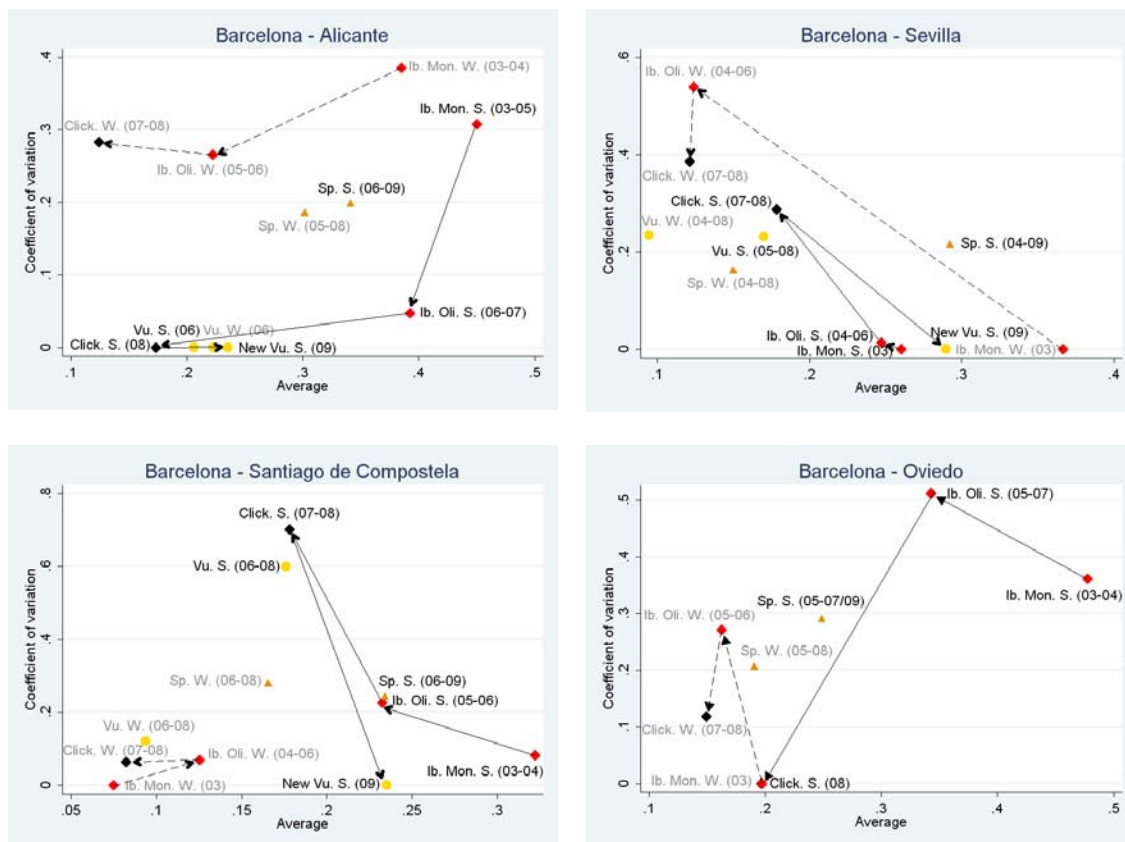 Barcelona - Alicante
.4
.3
.2
.1
0
Coefficient of variation
Ib. Mon. W. (03-04)
Ib. Mon. S. (03-05)
Click. W. (07-08)
Ib. Oli. W. (05-06)
Sp. S. (06-09)
Sp. W. (05-08)
Ib. Oli. S. (06-07)
Vu. S. (06)
Vu. W. (06)
Click. S. (08)
New Vu. S. (09)
.1 .2 .3 .4 .5
Average
Barcelona - Sevilla
.6
.4
.2
0
Coefficient of variation
Ib. Oli. W. (04-06)
Click. W. (07-08)
Click. S. (07-08)
Vu. W. (04-08)
Vu. S. (05-08)
Sp. S. (04-09)
Sp. W. (04-08)
Ib. Oli. S. (04-06)
New Vu. S. (09)
Ib. Mon. S. (03)
Ib. Mon. W. (03)
.1 .2 .3 .4
Average
Barcelona - Santiago de Compostela
.8
.6
.4
.2
0
Coefficient of variation
Click. S. (07-08)
Vu. S. (06-08)
Sp. W. (06-08)
Sp. S. (06-09)
Ib. Oli. S. (05-06)
Vu. W. (06-08)
Click. W. (07-08)
Ib. Oli. W. (04-06)
Ib. Mon. S. (03-04)
Ib. Mon. W. (03)
New Vu. S. (09)
.05 .1 .15 .2 .25 .3
Average
Barcelona - Oviedo
.5
.4
.3
.2
.1
0
Coefficient of variation
Ib. Oli. S. (05-07)
Ib. Mon. S. (03-04)
Sp. S. (05-07/09)
Ib. Oli. W. (05-06)
Sp. W. (05-08)
Click. W. (07-08)
Ib. Mon. W. (03)
Click. S. (08)
.1 .2 .3 .4 .5
Average